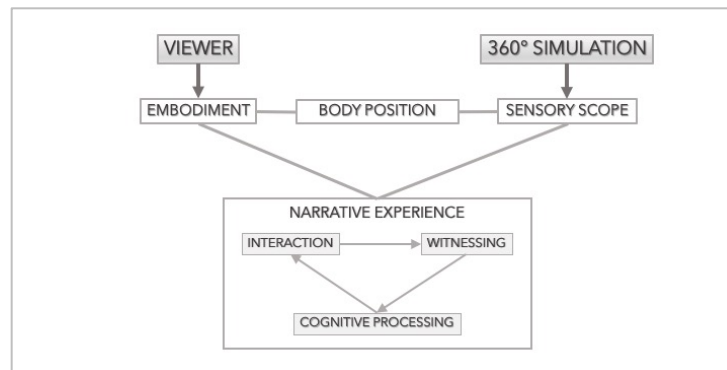 VIEWER
360° SIMULATION
EMBODIMENT
BODY POSITION
SENSORY SCOPE
NARRATIVE EXPERIENCE
INTERACTION
WITNESSING
COGNITIVE PROCESSING